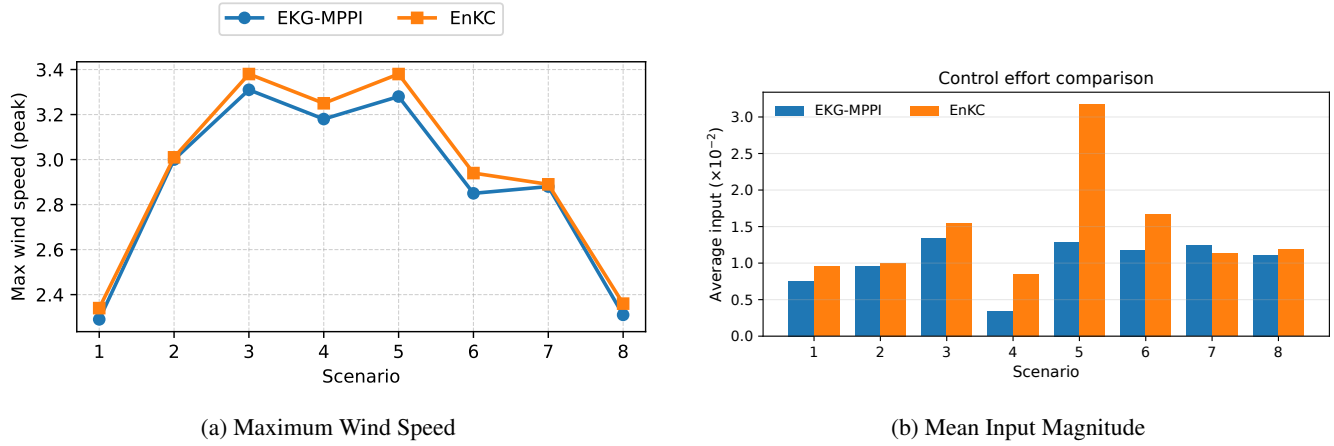 EKG-MPPI EnKC
Max wind speed (peak)
3.4
3.2
3.0
2.8
2.6
2.4
1 2 3 4 5 6 7 8
Scenario
(a) Maximum Wind Speed
Control effort comparison
EKG-MPPI EnKC
Average input (×10⁻²)
3.0
2.5
2.0
1.5
1.0
0.5
0.0
1 2 3 4 5 6 7 8
Scenario
(b) Mean Input Magnitude